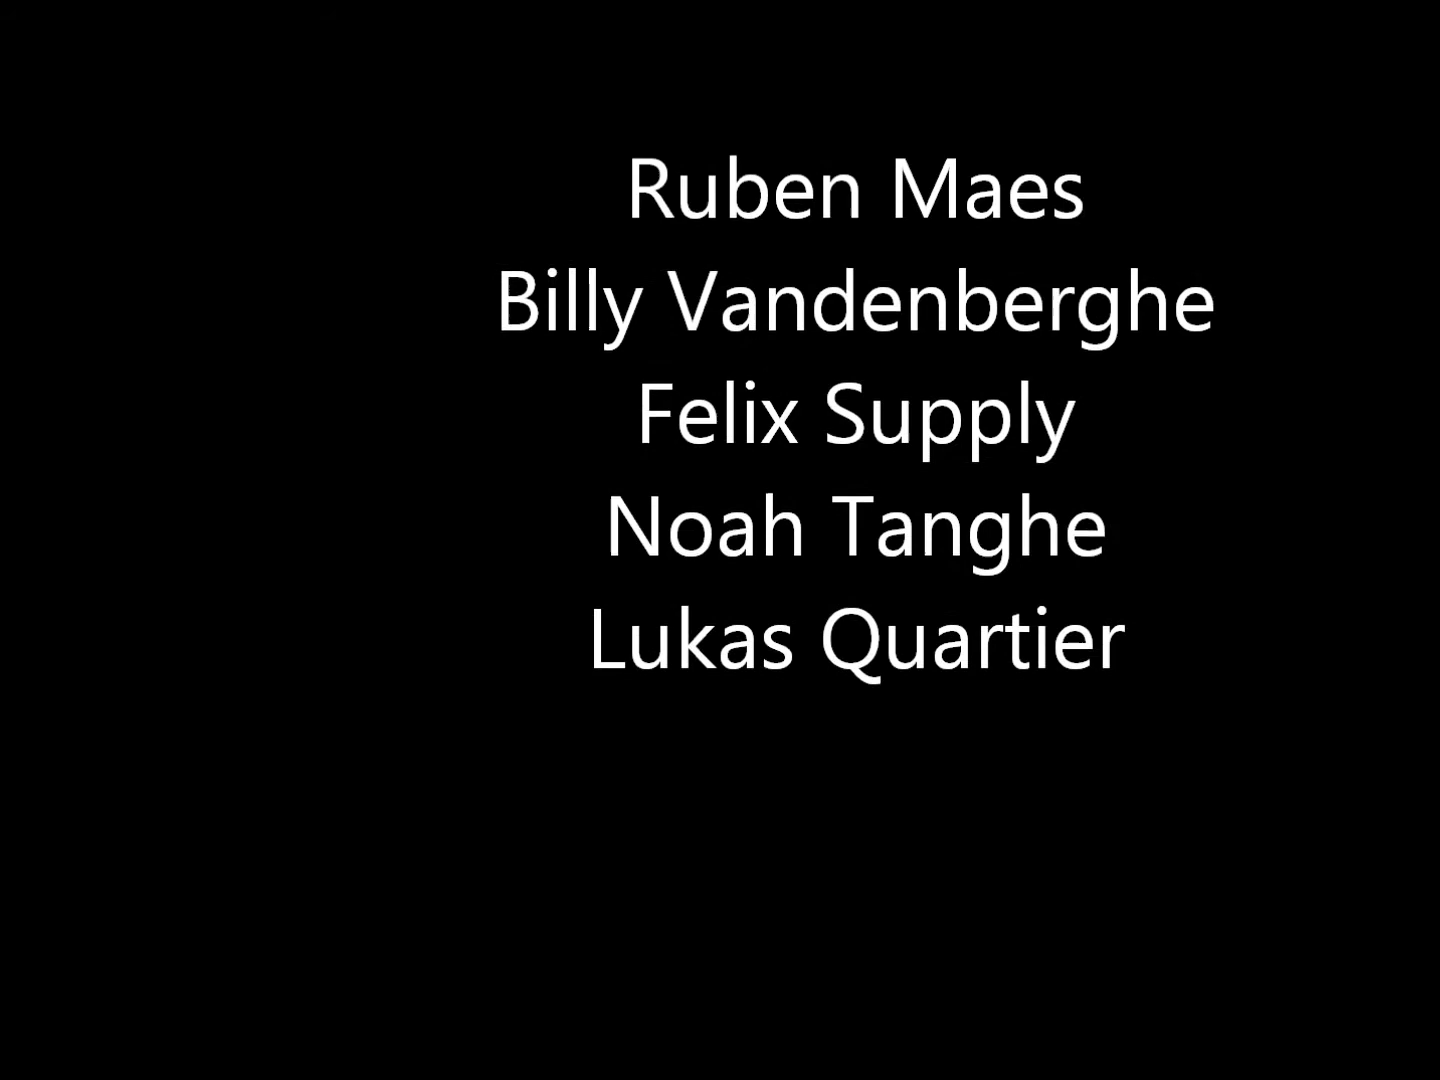 Ruben Maes
Billy Vandenberghe
Felix Supply
Noah Tanghe
Lukas Quartier